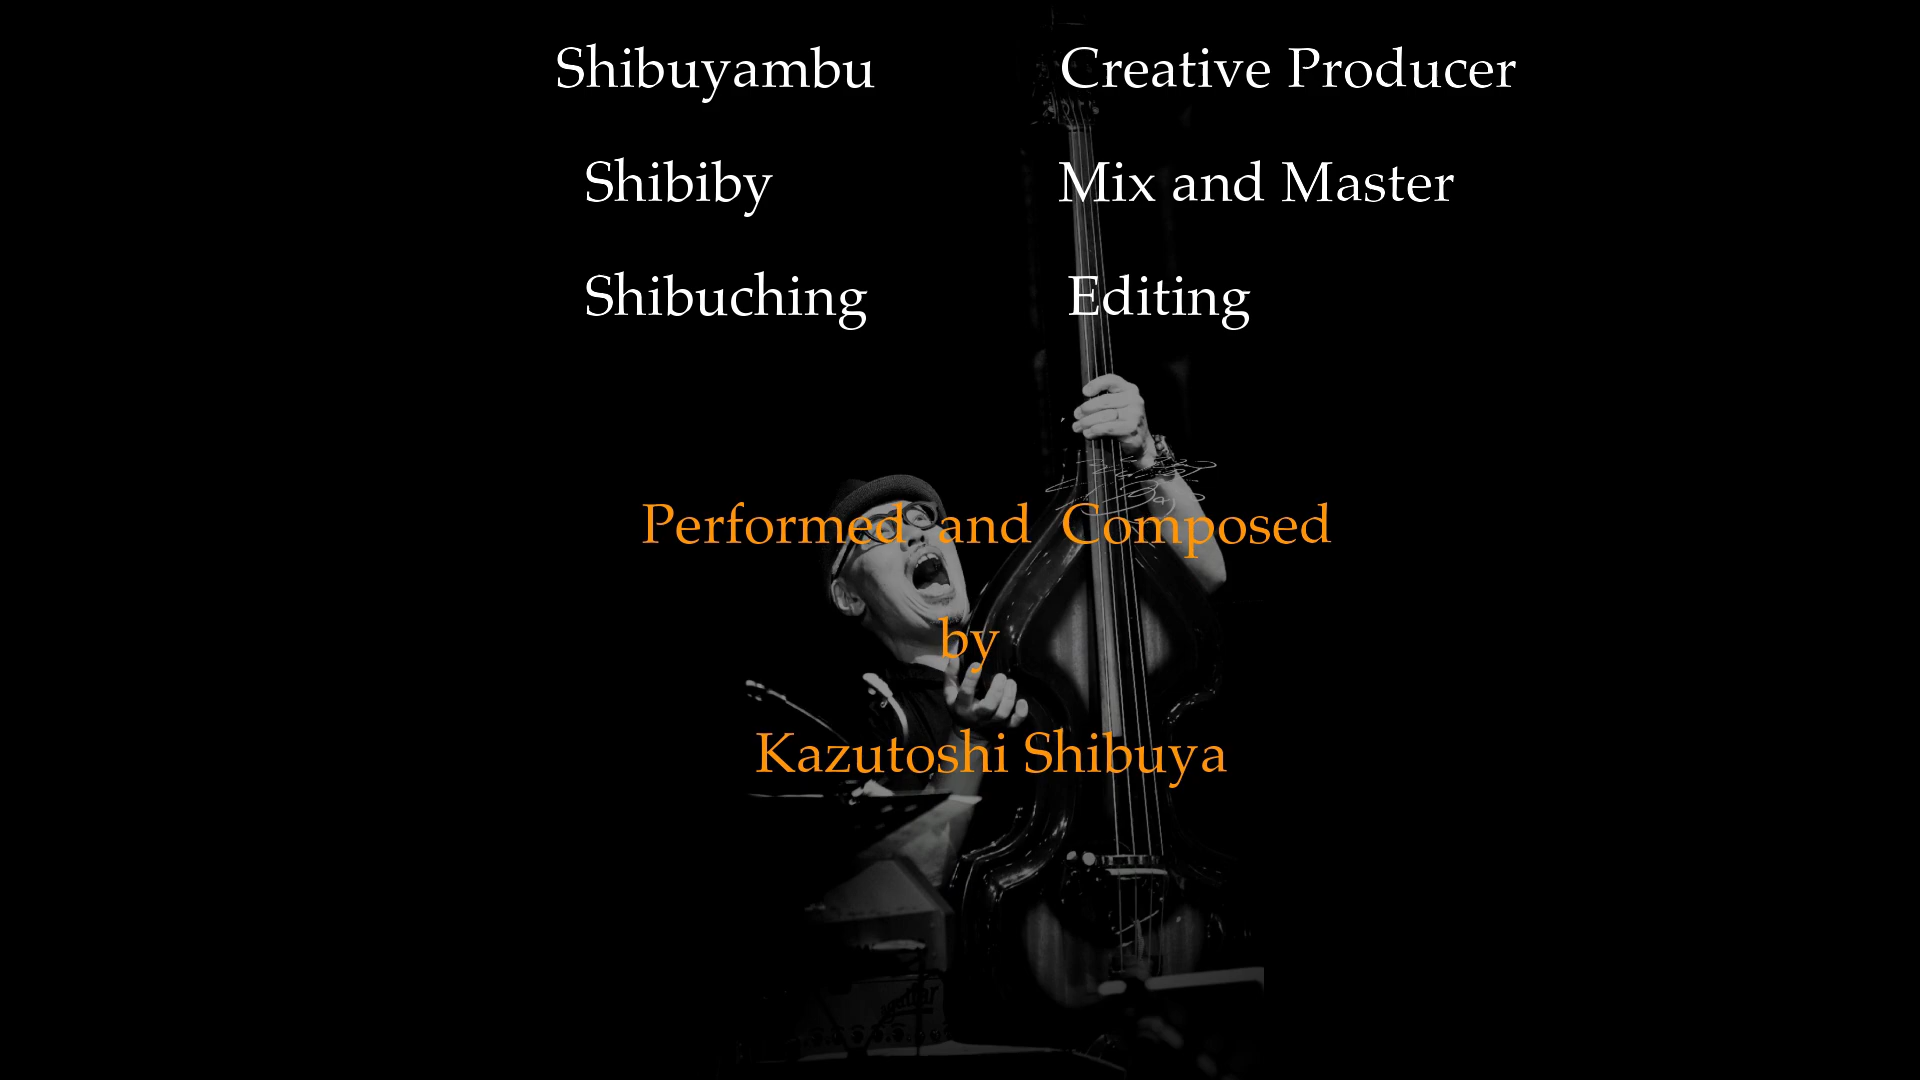 Shibuyambu Creative Producer
Shibiby Mix and Master
Shibuching Editing
Performed and Composed
by
Kazutoshi Shibuya